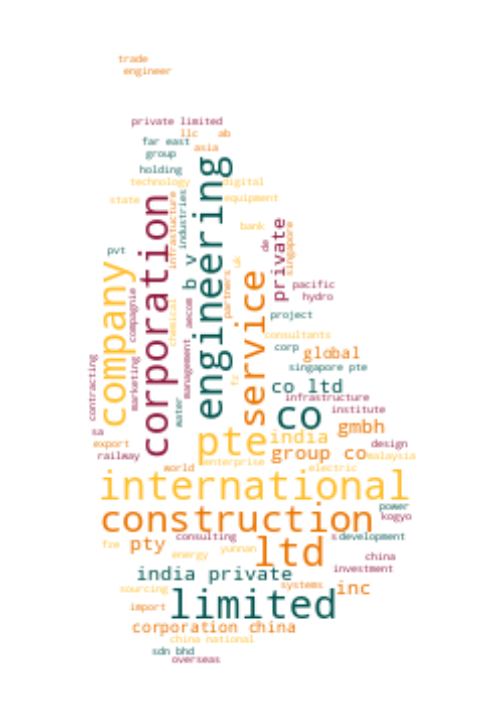 trade
engineer
private limited
llc
ab
far east
asia
group
holding
technology
digital
state
equipment
industries
infrastucture
corporation
engineering
private
singapore
de
bank
pvt
b v
uk
company
compagnie
chemical
aecom
partners
service
pacific
hydro
project
consultants
corp
global
singapore pte
contracting
marketing
management
water
fz
co ltd
infrastructure
co
institute
gmbh
sa
export
railway
pte
india
design
group co
malaysia
world
enterprise
electric
international
power
kogyo
construction
fze
pty
consulting
yunnan
energy
ltd
s
development
china
investment
india private
systems
inc
sourcing
limited
import
corporation china
china national
sdn bhd
overseas